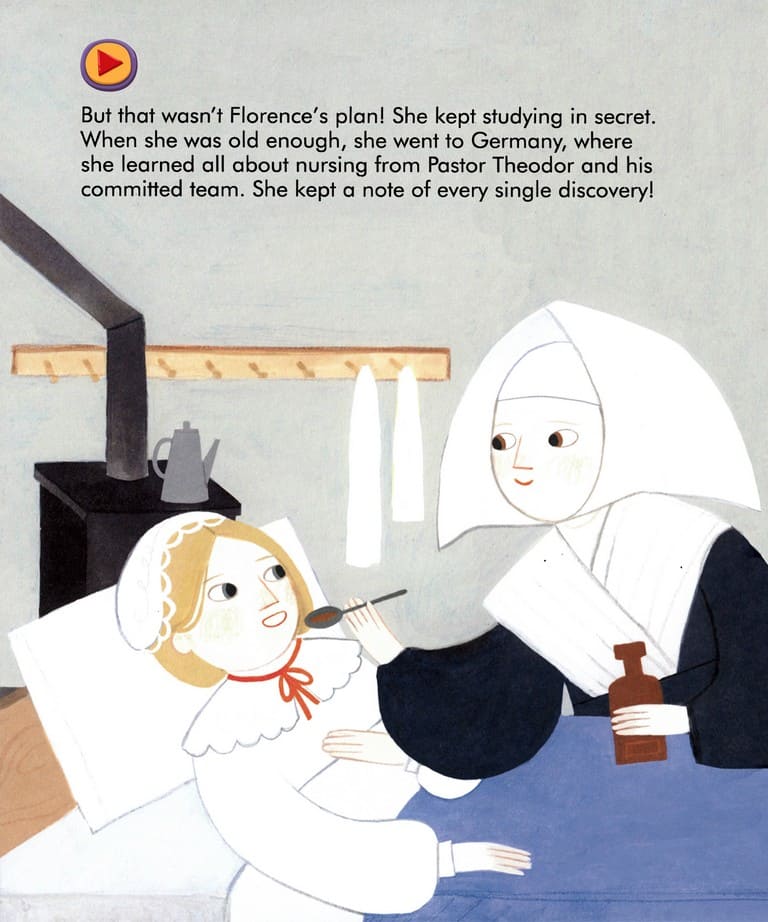 But that wasn’t Florence’s plan! She kept studying in secret.
When she was old enough, she went to Germany, where
she learned all about nursing from Pastor Theodor and his
committed team. She kept a note of every single discovery!